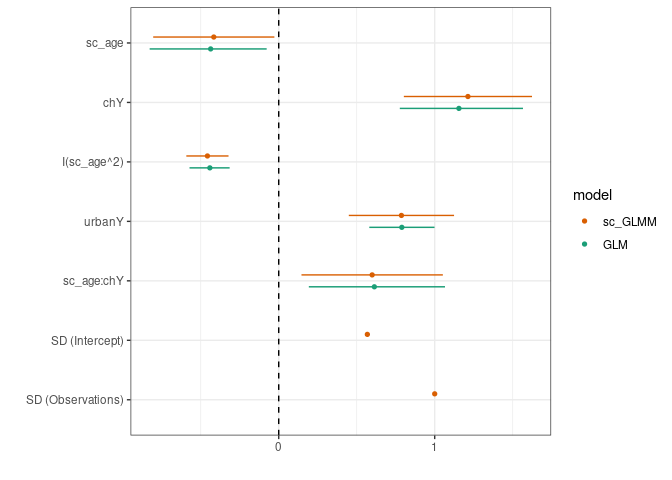 sc_age
chY
I(sc_age^2)
urbanY
sc_age:chY
SD (Intercept)
SD (Observations)
0 1
model
sc_GLMM
GLM